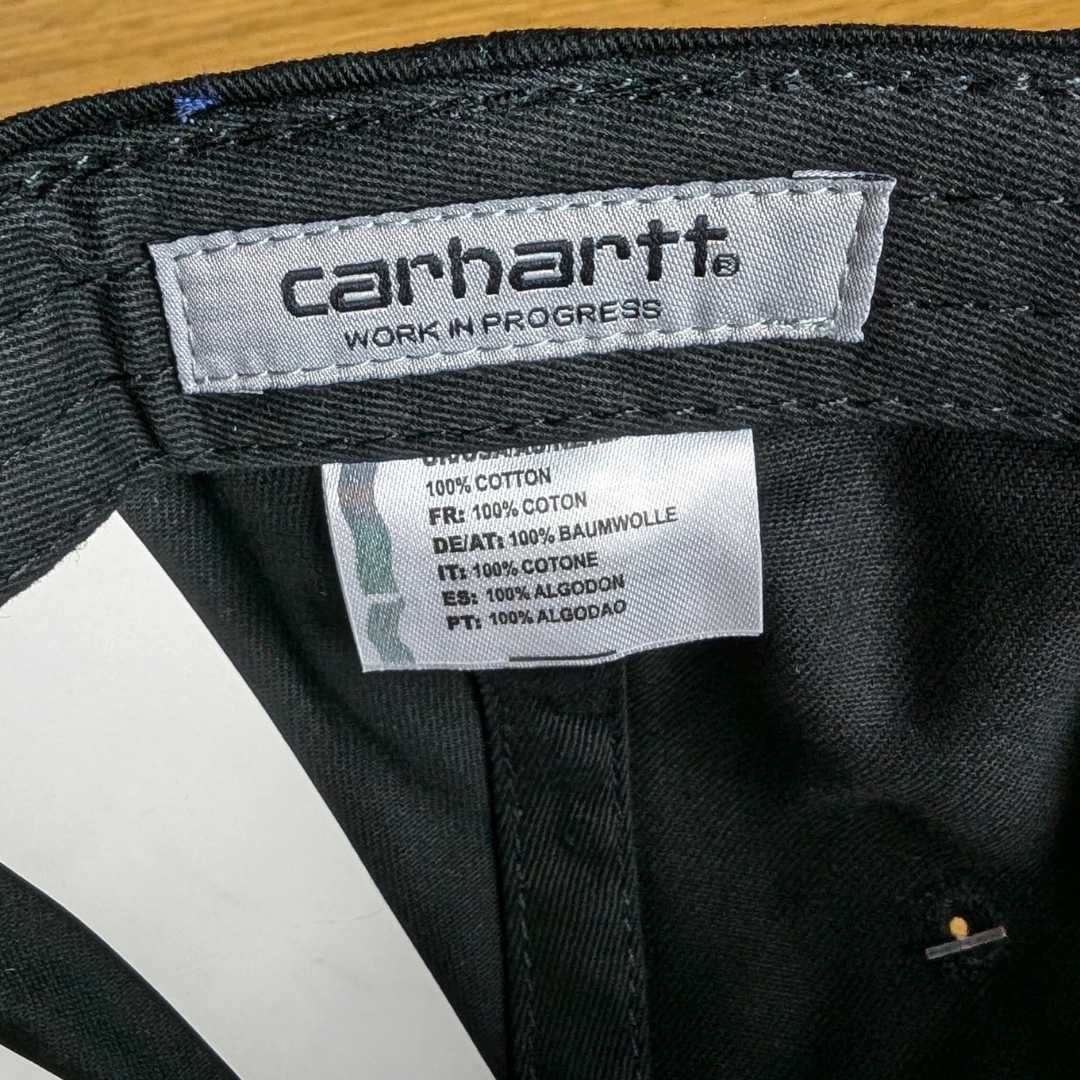 carhartt®
WORK IN PROGRESS
100% COTTON
FR: 100% COTON
DE/AT: 100% BAUMWOLLE
IT: 100% COTONE
ES: 100% ALGODON
PT: 100% ALGODAO